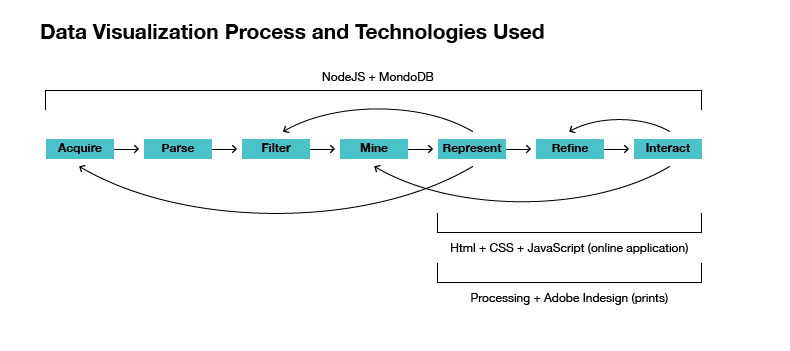 Data Visualization Process and Technologies Used
NodeJS + MondoDB
Acquire
Parse
Filter
Mine
Represent
Refine
Interact
Html + CSS + JavaScript (online application)
Processing + Adobe Indesign (prints)